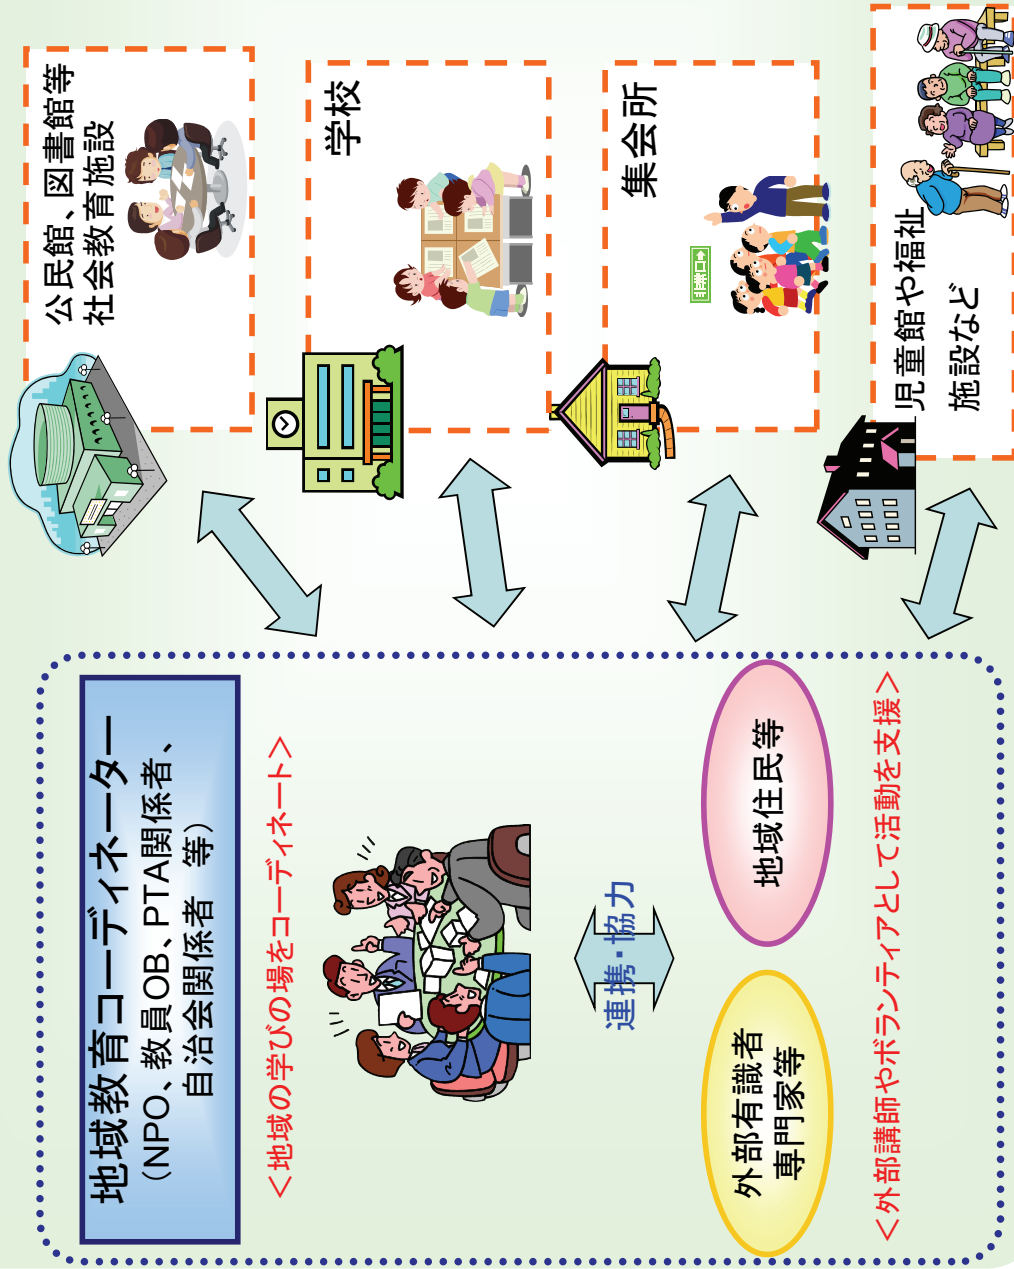 地域教育コーディネーター
（NPO、教員OB、PTA関係者、
自治会関係者　等）
＜地域の学びの場をコーディネート＞
連携・協力
外部有識者
専門家等
地域住民等
＜外部講師やボランティアとして活動を支援＞
公民館、図書館等
社会教育施設
学校
集会所
非常口
児童館や福祉
施設など